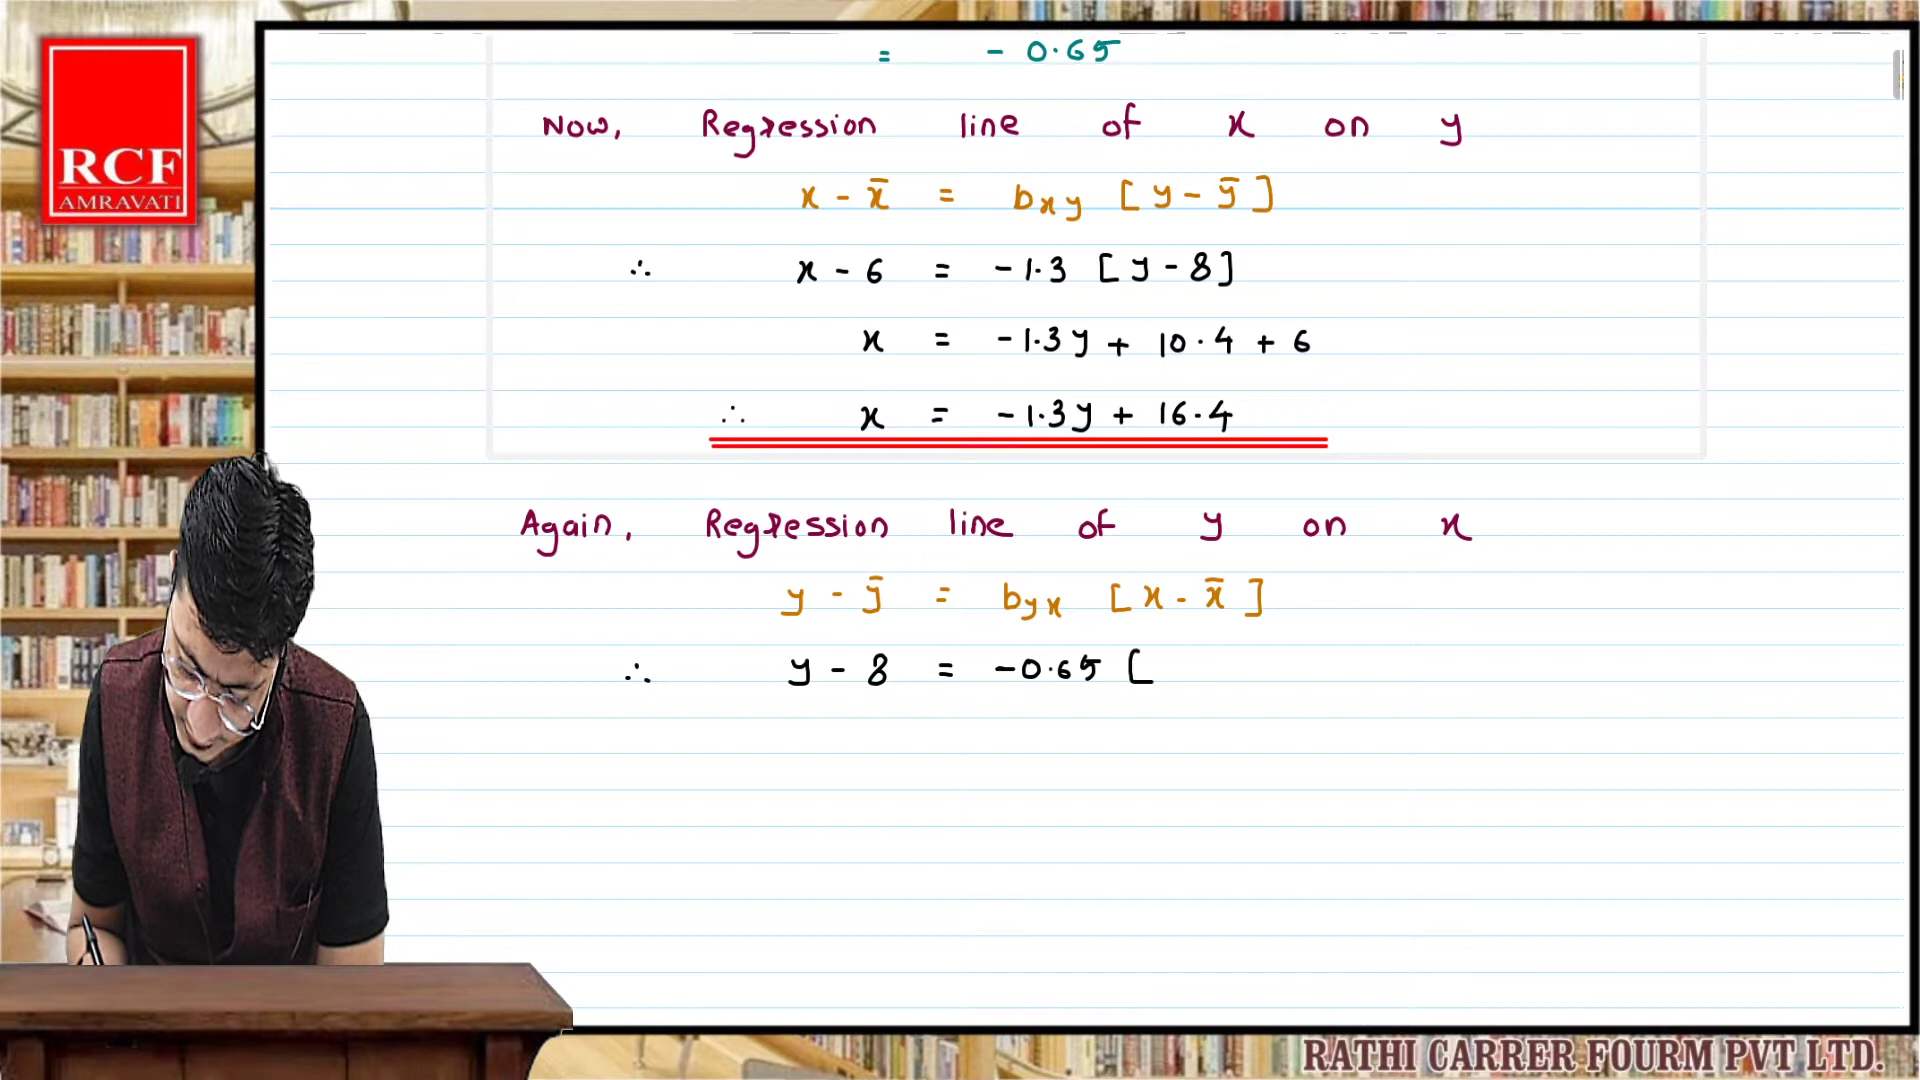 = - 0.65
RCF
AMRAVATI
Now, Regression line of x on y
x - x̄ = bxy [ y - ȳ ]
∴ x - 6 = -1.3 [ y - 8 ]
x = -1.3y + 10.4 + 6
∴ x = -1.3y + 16.4
Again, Regression line of y on x
y - ȳ = byx [ x - x̄ ]
∴ y - 8 = -0.65 [
RATHI CARRER FOURM PVT LTD.